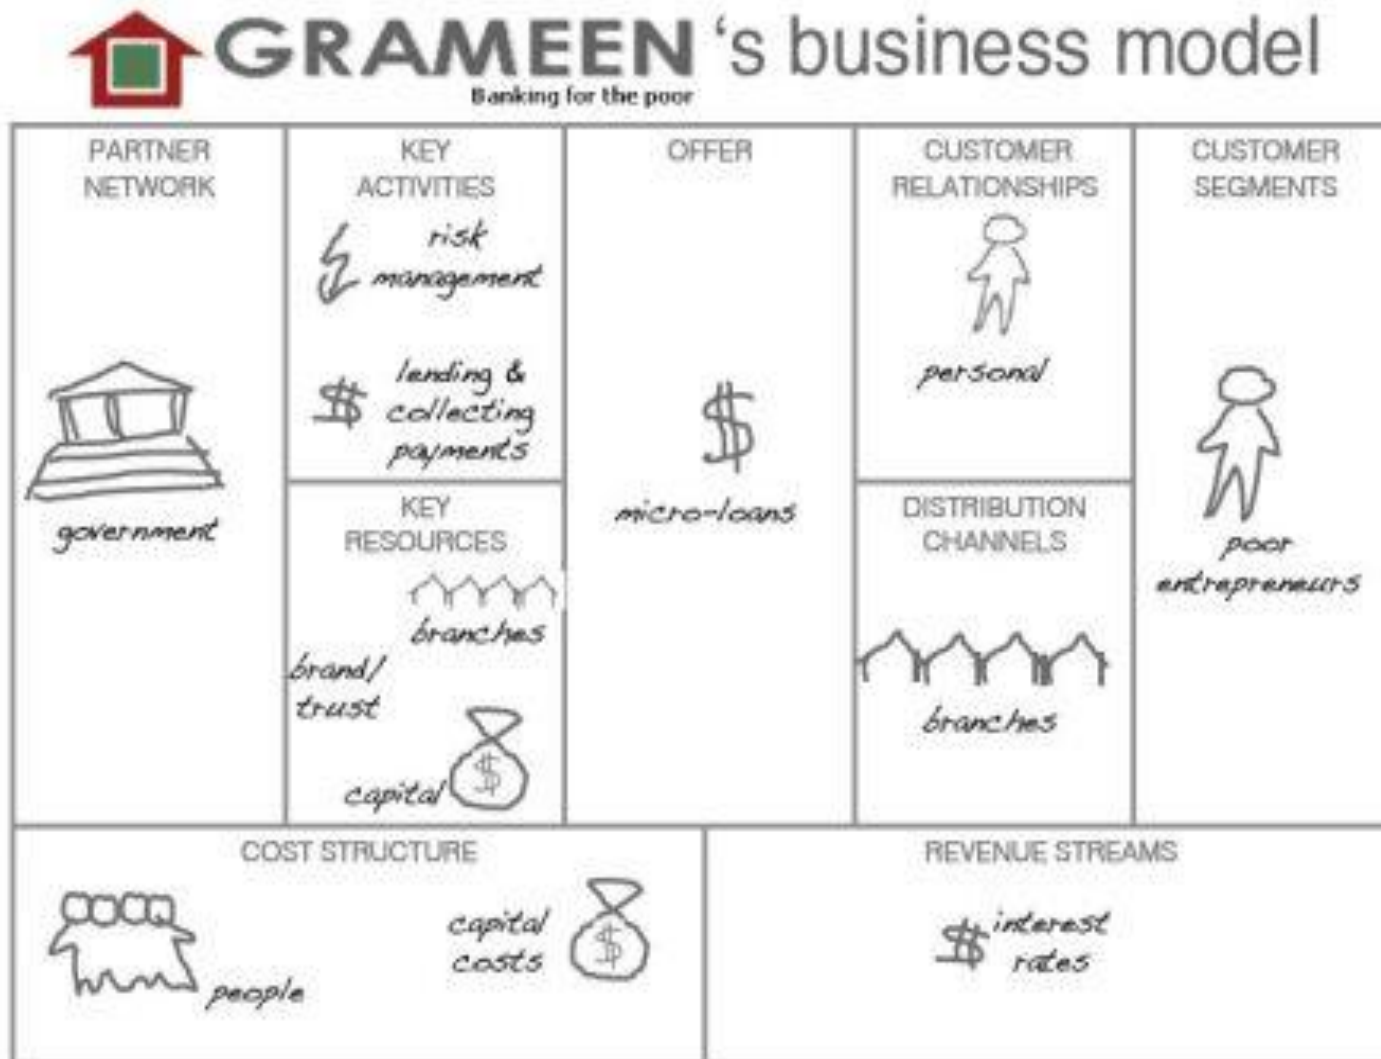 GRAMEEN 's business model
Banking for the poor
PARTNER
NETWORK
government
KEY
ACTIVITIES
risk
management
$ lending &
collecting
payments
KEY
RESOURCES
branches
brand/
trust
capital $
OFFER
$
micro-loans
CUSTOMER
RELATIONSHIPS
personal
DISTRIBUTION
CHANNELS
branches
CUSTOMER
SEGMENTS
poor
entrepreneurs
COST STRUCTURE
people
capital
costs $
REVENUE STREAMS
$ interest
rates